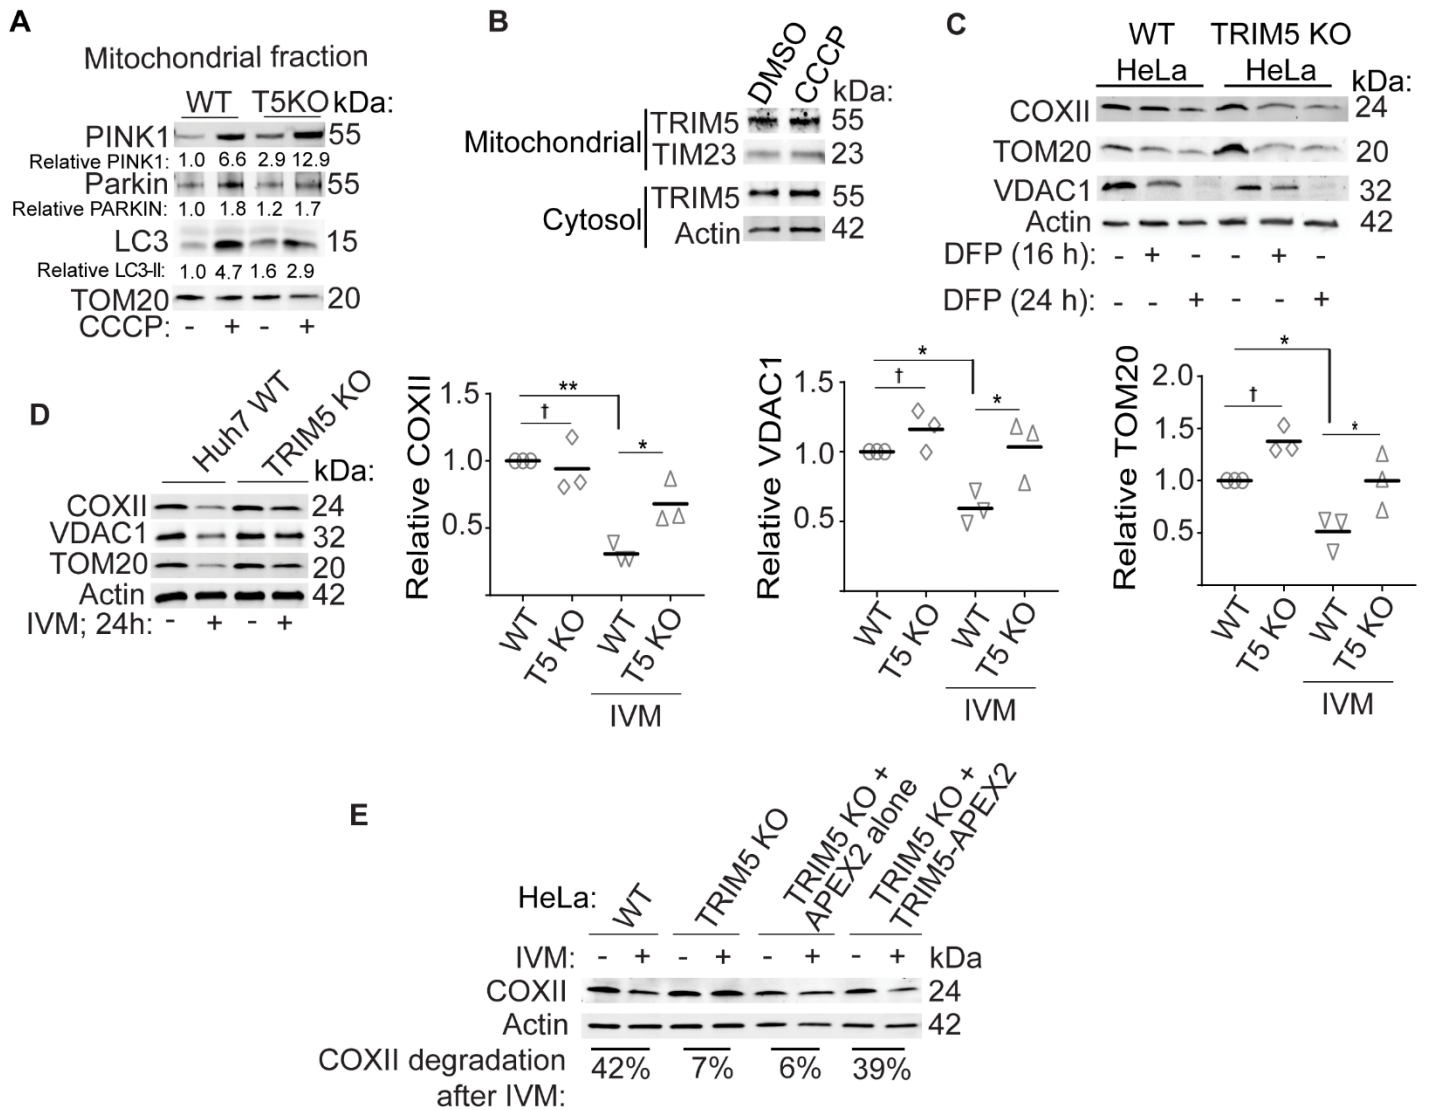 A
Mitochondrial fraction
WT T5KO kDa:
PINK1 55
Relative PINK1: 1.0 6.6 2.9 12.9
Parkin 55
Relative PARKIN: 1.0 1.8 1.2 1.7
LC3 15
Relative LC3-II: 1.0 4.7 1.6 2.9
TOM20 20
CCCP: - + - +
B
DMSO CCCP kDa:
Mitochondrial
TRIM5 55
TIM23 23
Cytosol
TRIM5 55
Actin 42
C
WT TRIM5 KO
HeLa HeLa kDa:
COXII 24
TOM20 20
VDAC1 32
Actin 42
DFP (16 h): - + - - + -
DFP (24 h): - - + - - +
D
Huh7 WT TRIM5 KO
kDa:
COXII 24
VDAC1 32
TOM20 20
Actin 42
IVM; 24h: - + - +
Relative COXII
1.5
1.0
0.5
** † *
WT T5 KO WT T5 KO
IVM
Relative VDAC1
1.5
1.0
0.5
* † *
WT T5 KO WT T5 KO
IVM
Relative TOM20
2.0
1.5
1.0
0.5
* † *
WT T5 KO WT T5 KO
IVM
E
HeLa:
WT
TRIM5 KO
TRIM5 KO +
APEX2 alone
TRIM5 KO +
TRIM5-APEX2
IVM: - + - + - + - + kDa
COXII 24
Actin 42
COXII degradation 42% 7% 6% 39%
after IVM: